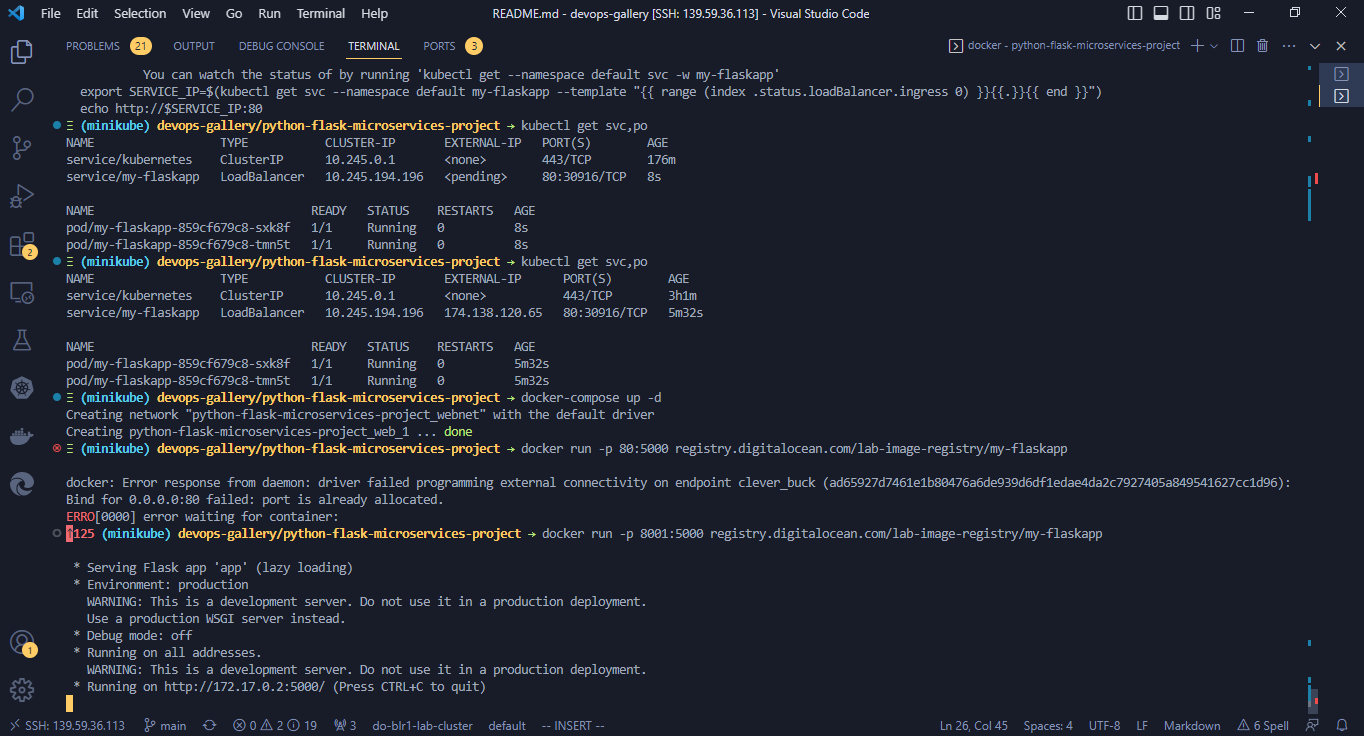 File Edit Selection View Go Run Terminal Help README.md - devops-gallery [SSH: 139.59.36.113] - Visual Studio Code
PROBLEMS 21 OUTPUT DEBUG CONSOLE TERMINAL PORTS 3 docker - python-flask-microservices-project
You can watch the status of by running 'kubectl get --namespace default svc -w my-flaskapp'
export SERVICE_IP=$(kubectl get svc --namespace default my-flaskapp --template "{{ range (index .status.loadBalancer.ingress 0) }}{{.}}{{ end }}")
echo http://$SERVICE_IP:80
(minikube) devops-gallery/python-flask-microservices-project → kubectl get svc,po
NAME TYPE CLUSTER-IP EXTERNAL-IP PORT(S) AGE
service/kubernetes ClusterIP 10.245.0.1 <none> 443/TCP 176m
service/my-flaskapp LoadBalancer 10.245.194.196 <pending> 80:30916/TCP 8s
NAME READY STATUS RESTARTS AGE
pod/my-flaskapp-859cf679c8-sxk8f 1/1 Running 0 8s
pod/my-flaskapp-859cf679c8-tmn5t 1/1 Running 0 8s
(minikube) devops-gallery/python-flask-microservices-project → kubectl get svc,po
NAME TYPE CLUSTER-IP EXTERNAL-IP PORT(S) AGE
service/kubernetes ClusterIP 10.245.0.1 <none> 443/TCP 3h1m
service/my-flaskapp LoadBalancer 10.245.194.196 174.138.120.65 80:30916/TCP 5m32s
NAME READY STATUS RESTARTS AGE
pod/my-flaskapp-859cf679c8-sxk8f 1/1 Running 0 5m32s
pod/my-flaskapp-859cf679c8-tmn5t 1/1 Running 0 5m32s
(minikube) devops-gallery/python-flask-microservices-project → docker-compose up -d
Creating network "python-flask-microservices-project_webnet" with the default driver
Creating python-flask-microservices-project_web_1 ... done
(minikube) devops-gallery/python-flask-microservices-project → docker run -p 80:5000 registry.digitalocean.com/lab-image-registry/my-flaskapp
docker: Error response from daemon: driver failed programming external connectivity on endpoint clever_buck (ad65927d7461e1b80476a6de939d6df1edae4da2c7927405a849541627cc1d96):
Bind for 0.0.0.0:80 failed: port is already allocated.
ERRO[0000] error waiting for container:
125 (minikube) devops-gallery/python-flask-microservices-project → docker run -p 8001:5000 registry.digitalocean.com/lab-image-registry/my-flaskapp
* Serving Flask app 'app' (lazy loading)
* Environment: production
WARNING: This is a development server. Do not use it in a production deployment.
Use a production WSGI server instead.
* Debug mode: off
* Running on all addresses.
WARNING: This is a development server. Do not use it in a production deployment.
* Running on http://172.17.0.2:5000/ (Press CTRL+C to quit)
2
1
SSH: 139.59.36.113 main 0 2 19 3 do-blr1-lab-cluster default -- INSERT -- Ln 26, Col 45 Spaces: 4 UTF-8 LF Markdown 6 Spell